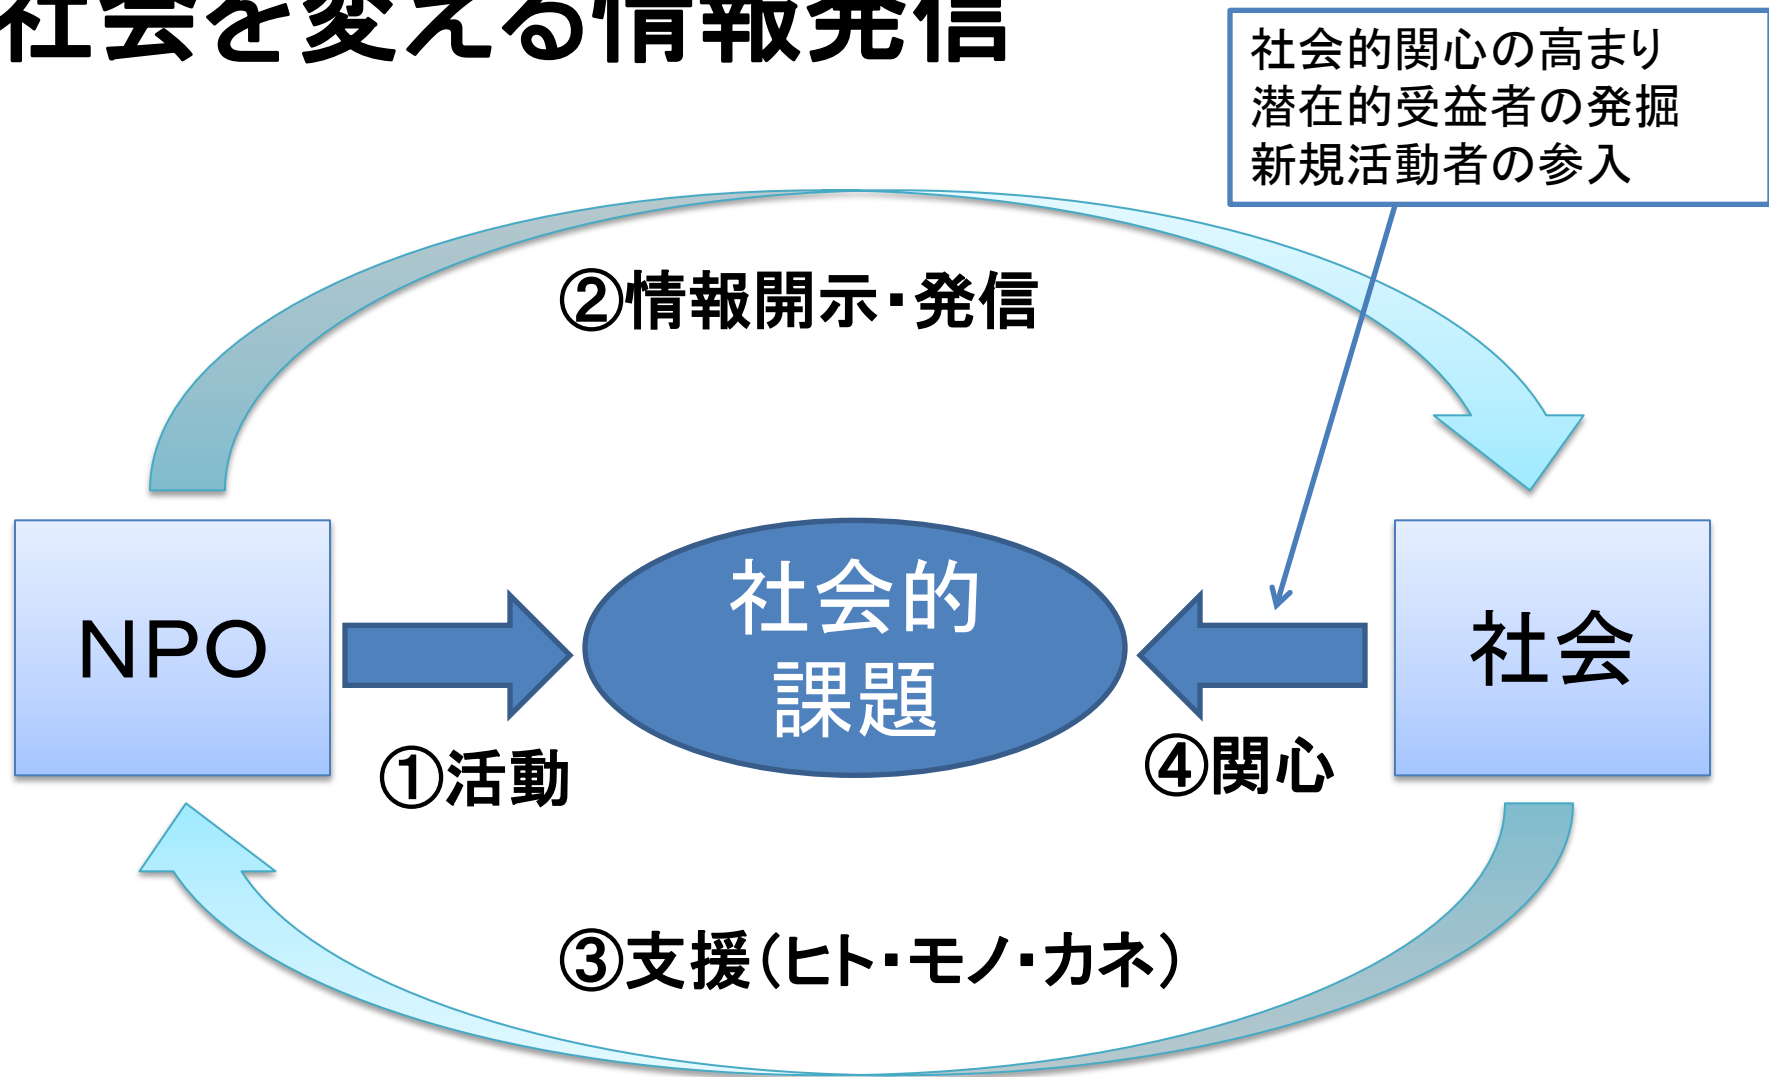 社会を変える情報発信
社会的関心の高まり
潜在的受益者の発掘
新規活動者の参入
②情報開示・発信
NPO
社会的
課題
社会
①活動
④関心
③支援（ヒト・モノ・カネ）